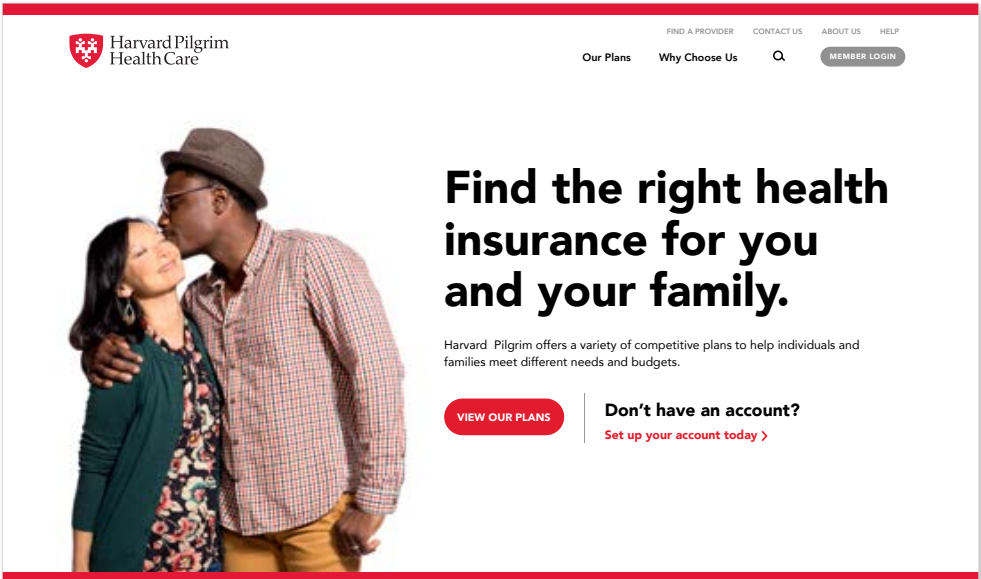 FIND A PROVIDER CONTACT US ABOUT US HELP
Harvard Pilgrim
Health Care
Our Plans Why Choose Us MEMBER LOGIN
Find the right health
insurance for you
and your family.
Harvard Pilgrim offers a variety of competitive plans to help individuals and
families meet different needs and budgets.
VIEW OUR PLANS
Don’t have an account?
Set up your account today